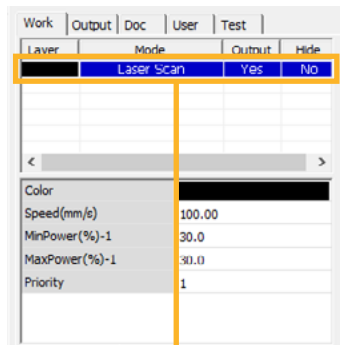 Work Output Doc User Test
Layer Mode Output Hide
Laser Scan Yes No
Color
Speed(mm/s) 100.00
MinPower(%)-1 30.0
MaxPower(%)-1 30.0
Priority 1